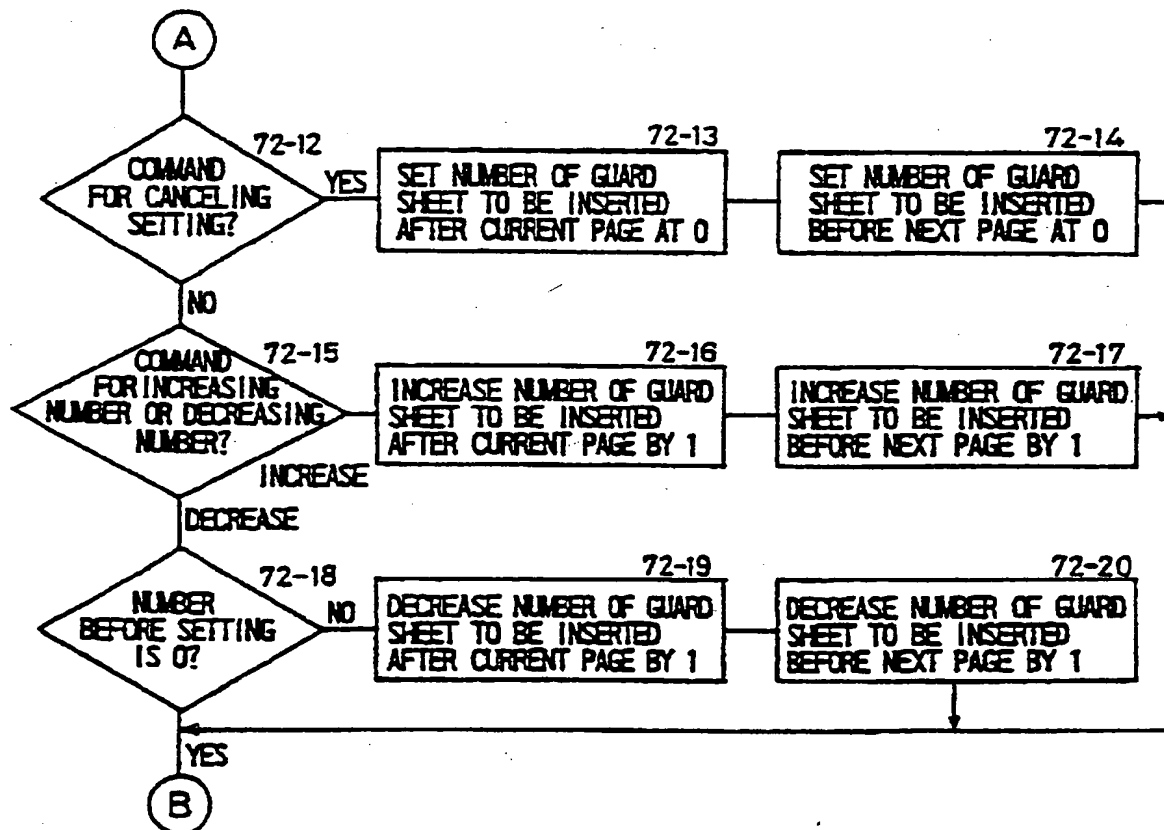 A
72-12
COMMAND
FOR CANCELING
SETTING?
YES
72-13
SET NUMBER OF GUARD
SHEET TO BE INSERTED
AFTER CURRENT PAGE AT 0
72-14
SET NUMBER OF GUARD
SHEET TO BE INSERTED
BEFORE NEXT PAGE AT 0
NO
72-15
COMMAND
FOR INCREASING
NUMBER OR DECREASING
NUMBER?
INCREASE
72-16
INCREASE NUMBER OF GUARD
SHEET TO BE INSERTED
AFTER CURRENT PAGE BY 1
72-17
INCREASE NUMBER OF GUARD
SHEET TO BE INSERTED
BEFORE NEXT PAGE BY 1
DECREASE
72-18
NUMBER
BEFORE SETTING
IS 0?
NO
72-19
DECREASE NUMBER OF GUARD
SHEET TO BE INSERTED
AFTER CURRENT PAGE BY 1
72-20
DECREASE NUMBER OF GUARD
SHEET TO BE INSERTED
BEFORE NEXT PAGE BY 1
YES
B